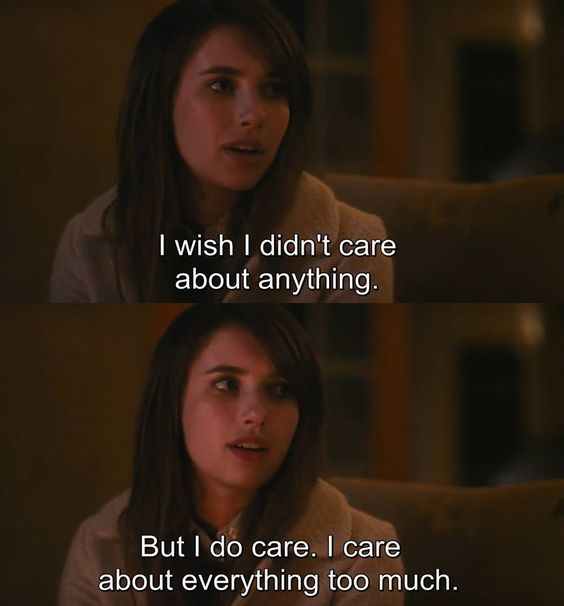 I wish I didn't care
about anything.
But I do care. I care
about everything too much.